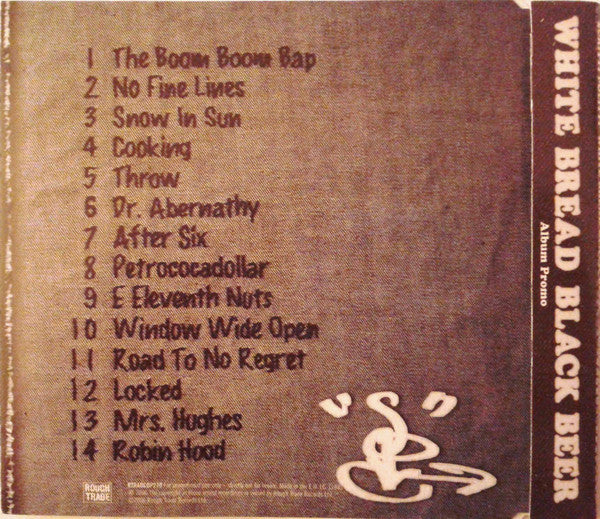 1 The Boom Boom Bap
2 No Fine Lines
3 Snow In Sun
4 Cooking
5 Throw
6 Dr. Abernathy
7 After Six
8 Petrococadollar
9 E Eleventh Nuts
10 Window Wide Open
11 Road To No Regret
12 Locked
13 Mrs. Hughes
14 Robin Hood
ROUGH
TRADE
WHITE BREAD BLACK BEER
Album Promo